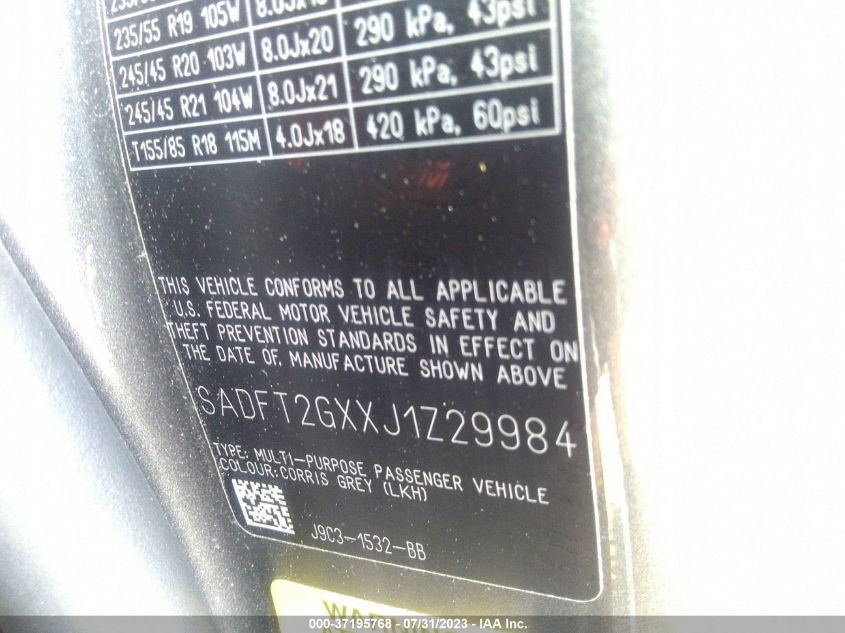 235/55 R19 105W 8.0Jx19 290 kPa, 43psi
245/45 R20 103W 8.0Jx20 290 kPa, 43psi
245/45 R21 104W 8.0Jx21 290 kPa, 43psi
T155/85 R18 115M 4.0Jx18 420 kPa, 60psi
THIS VEHICLE CONFORMS TO ALL APPLICABLE
U.S. FEDERAL MOTOR VEHICLE SAFETY AND
THEFT PREVENTION STANDARDS IN EFFECT ON
THE DATE OF MANUFACTURE SHOWN ABOVE
SADFT2GXXJ1Z29984
TYPE: MULTI-PURPOSE PASSENGER VEHICLE
COLOUR:CORRIS GREY (LKH)
J9C3-1532-BB
WARNING
000-37195768 - 07/31/2023 - IAA Inc.